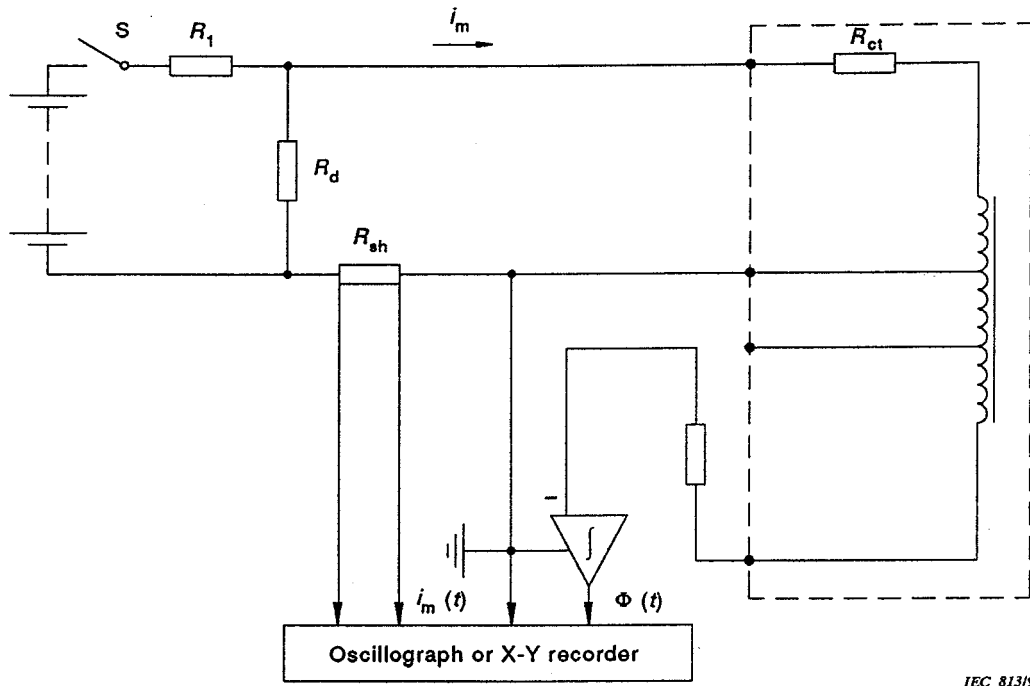 S
R1
im
Rct
Rd
Rsh
−
∫
im (t)
Φ (t)
Oscillograph or X-Y recorder
IEC 813/9